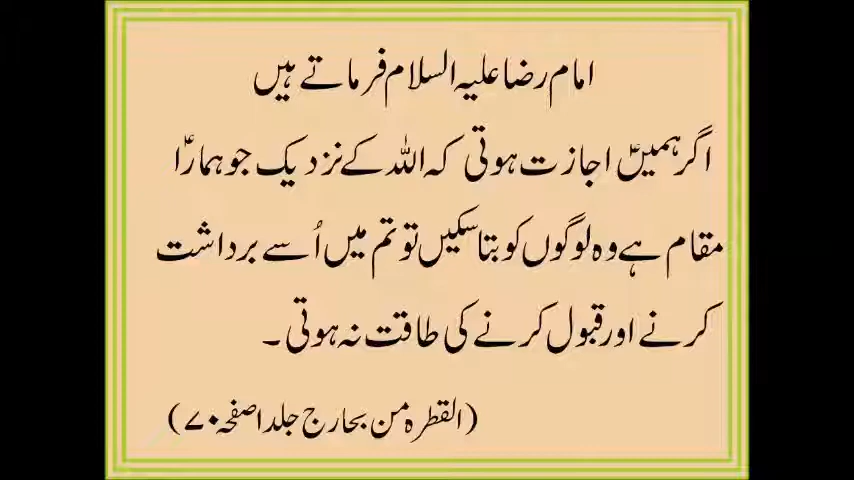 امام رضا علیہ السلام فرماتے ہیں
اگر ہمیںؑ اجازت ہوتی کہ اللہ کے نزدیک جو ہماراؑ
مقام ہے وہ لوگوں کو بتا سکیں تو تم میں اُسے برداشت
کرنے اور قبول کرنے کی طاقت نہ ہوتی۔
(القطرہ من بحار ج جلد ا صفحہ ۷۰)